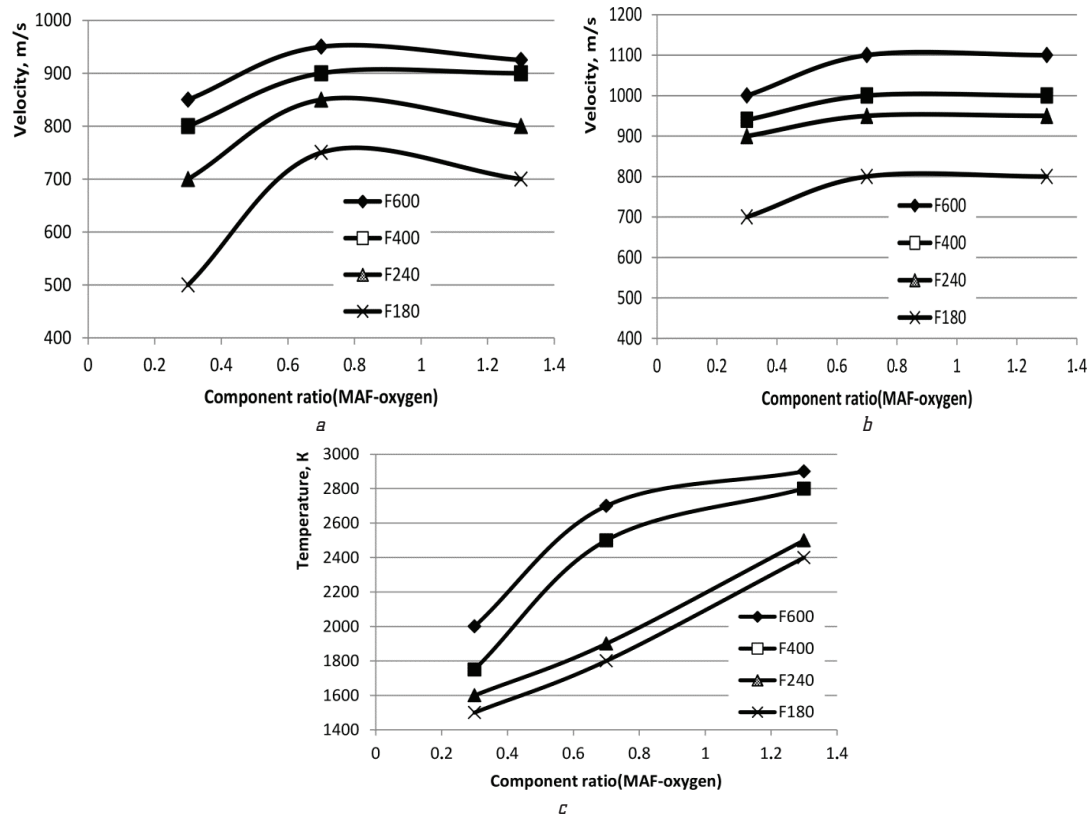 Velocity, m/s
1000
900
800
700
600
500
400
0
0.2
0.4
0.6
0.8
1
1.2
1.4
F600
F400
F240
F180
Component ratio(MAF-oxygen)
a
Velocity, m/s
1200
1100
1000
900
800
700
600
500
400
0
0.2
0.4
0.6
0.8
1
1.2
1.4
F600
F400
F240
F180
Component ratio(MAF-oxygen)
b
Temperature, K
3000
2800
2600
2400
2200
2000
1800
1600
1400
0
0.2
0.4
0.6
0.8
1
1.2
1.4
F600
F400
F240
F180
Component ratio(MAF-oxygen)
c